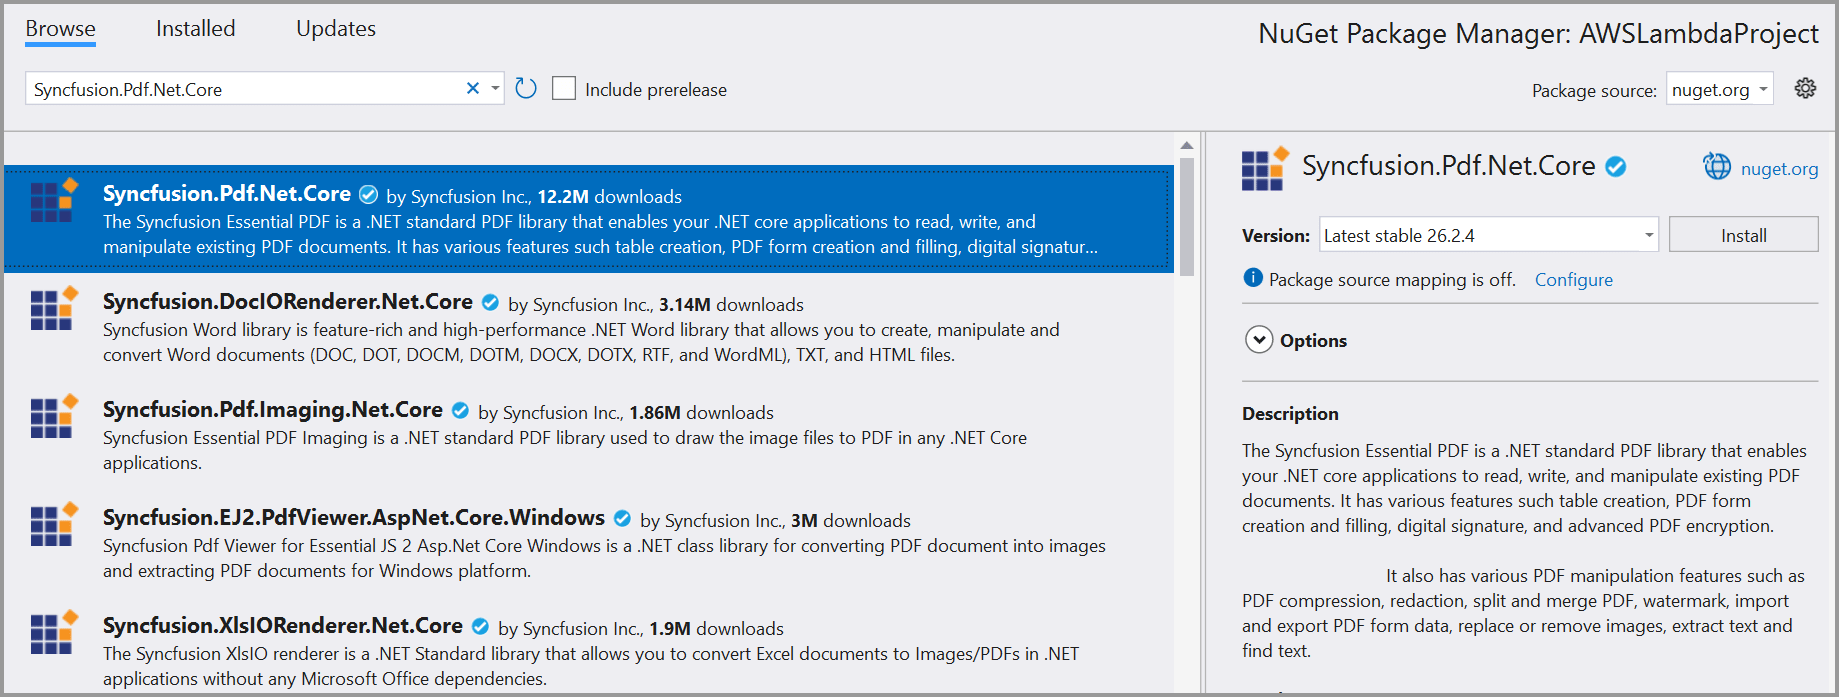 Browse Installed Updates
NuGet Package Manager: AWSLambdaProject
Syncfusion.Pdf.Net.Core
Include prerelease
Package source: nuget.org
Syncfusion.Pdf.Net.Core by Syncfusion Inc., 12.2M downloads
The Syncfusion Essential PDF is a .NET standard PDF library that enables your .NET core applications to read, write, and
manipulate existing PDF documents. It has various features such table creation, PDF form creation and filling, digital signatur...
Syncfusion.DocIORenderer.Net.Core by Syncfusion Inc., 3.14M downloads
Syncfusion Word library is feature-rich and high-performance .NET Word library that allows you to create, manipulate and
convert Word documents (DOC, DOT, DOCM, DOTM, DOCX, DOTX, RTF, and WordML), TXT, and HTML files.
Syncfusion.Pdf.Imaging.Net.Core by Syncfusion Inc., 1.86M downloads
Syncfusion Essential PDF Imaging is a .NET standard PDF library used to draw the image files to PDF in any .NET Core
applications.
Syncfusion.EJ2.PdfViewer.AspNet.Core.Windows by Syncfusion Inc., 3M downloads
Syncfusion Pdf Viewer for Essential JS 2 Asp.Net Core Windows is a .NET class library for converting PDF document into images
and extracting PDF documents for Windows platform.
Syncfusion.XlsIORenderer.Net.Core by Syncfusion Inc., 1.9M downloads
The Syncfusion XlsIO renderer is a .NET Standard library that allows you to convert Excel documents to Images/PDFs in .NET
applications without any Microsoft Office dependencies.
Syncfusion.Pdf.Net.Core
nuget.org
Version: Latest stable 26.2.4 Install
Package source mapping is off. Configure
Options
Description
The Syncfusion Essential PDF is a .NET standard PDF library that enables
your .NET core applications to read, write, and manipulate existing PDF
documents. It has various features such table creation, PDF form
creation and filling, digital signature, and advanced PDF encryption.
It also has various PDF manipulation features such as
PDF compression, redaction, split and merge PDF, watermark, import
and export PDF form data, replace or remove images, extract text and
find text.